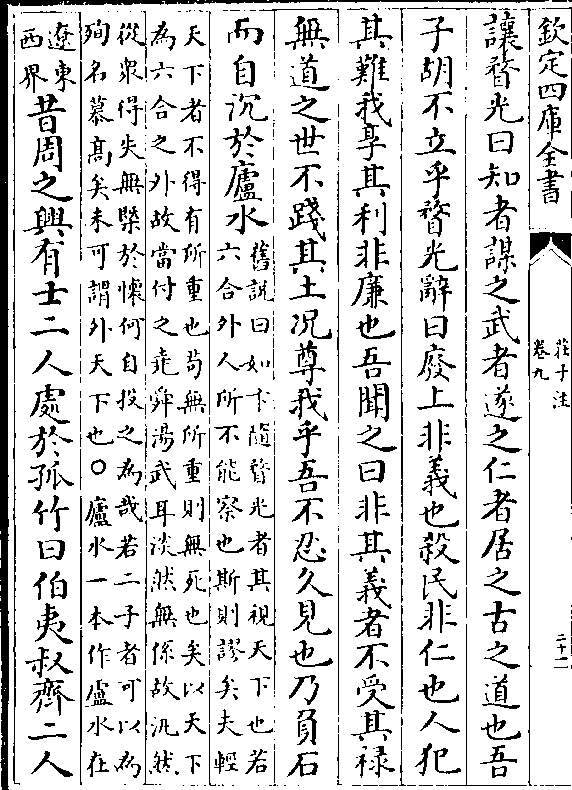 欽定四庫全書
莊子注
卷九
二十一
讓瞀光曰知者謀之武者遂之仁者居之古之道也吾
子胡不立乎瞀光辭曰廢上非義也殺民非仁也人犯
其難我享其利非廉也吾聞之曰非其義者不受其禄
無道之世不踐其土况尊我乎吾不忍久見也乃負石
而自沉於廬水
舊説曰如卞隨瞀光者其視天下也若
六合外人所不能察也斯則謬矣夫輕
天下者不得有所重也苟無所重則無死也矣以天下
為六合之外故當付之堯舜湯武耳淡然無係故汎然
從衆得失無槩於懐何自投之為哉若二子者可以為
殉名慕髙矣未可謂外天下也○廬水一本作盧水在
遼東
西界
昔周之興有士二人處於孤竹曰伯夷叔齊二人